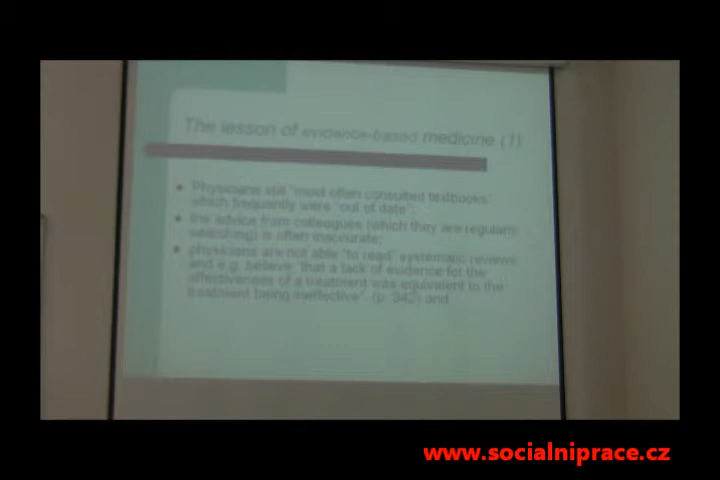 The lesson of evidence-based medicine (1)
Physicians still "most often consulted textbooks"
which frequently were "out of date";
the advice from colleagues (which they are regularly
searching) is often inaccurate;
physicians are not able "to read" systematic reviews
and e.g. believe "that a lack of evidence for the
effectiveness of a treatment was equivalent to the
treatment being ineffective" (p. 342) and
www.socialniprace.cz